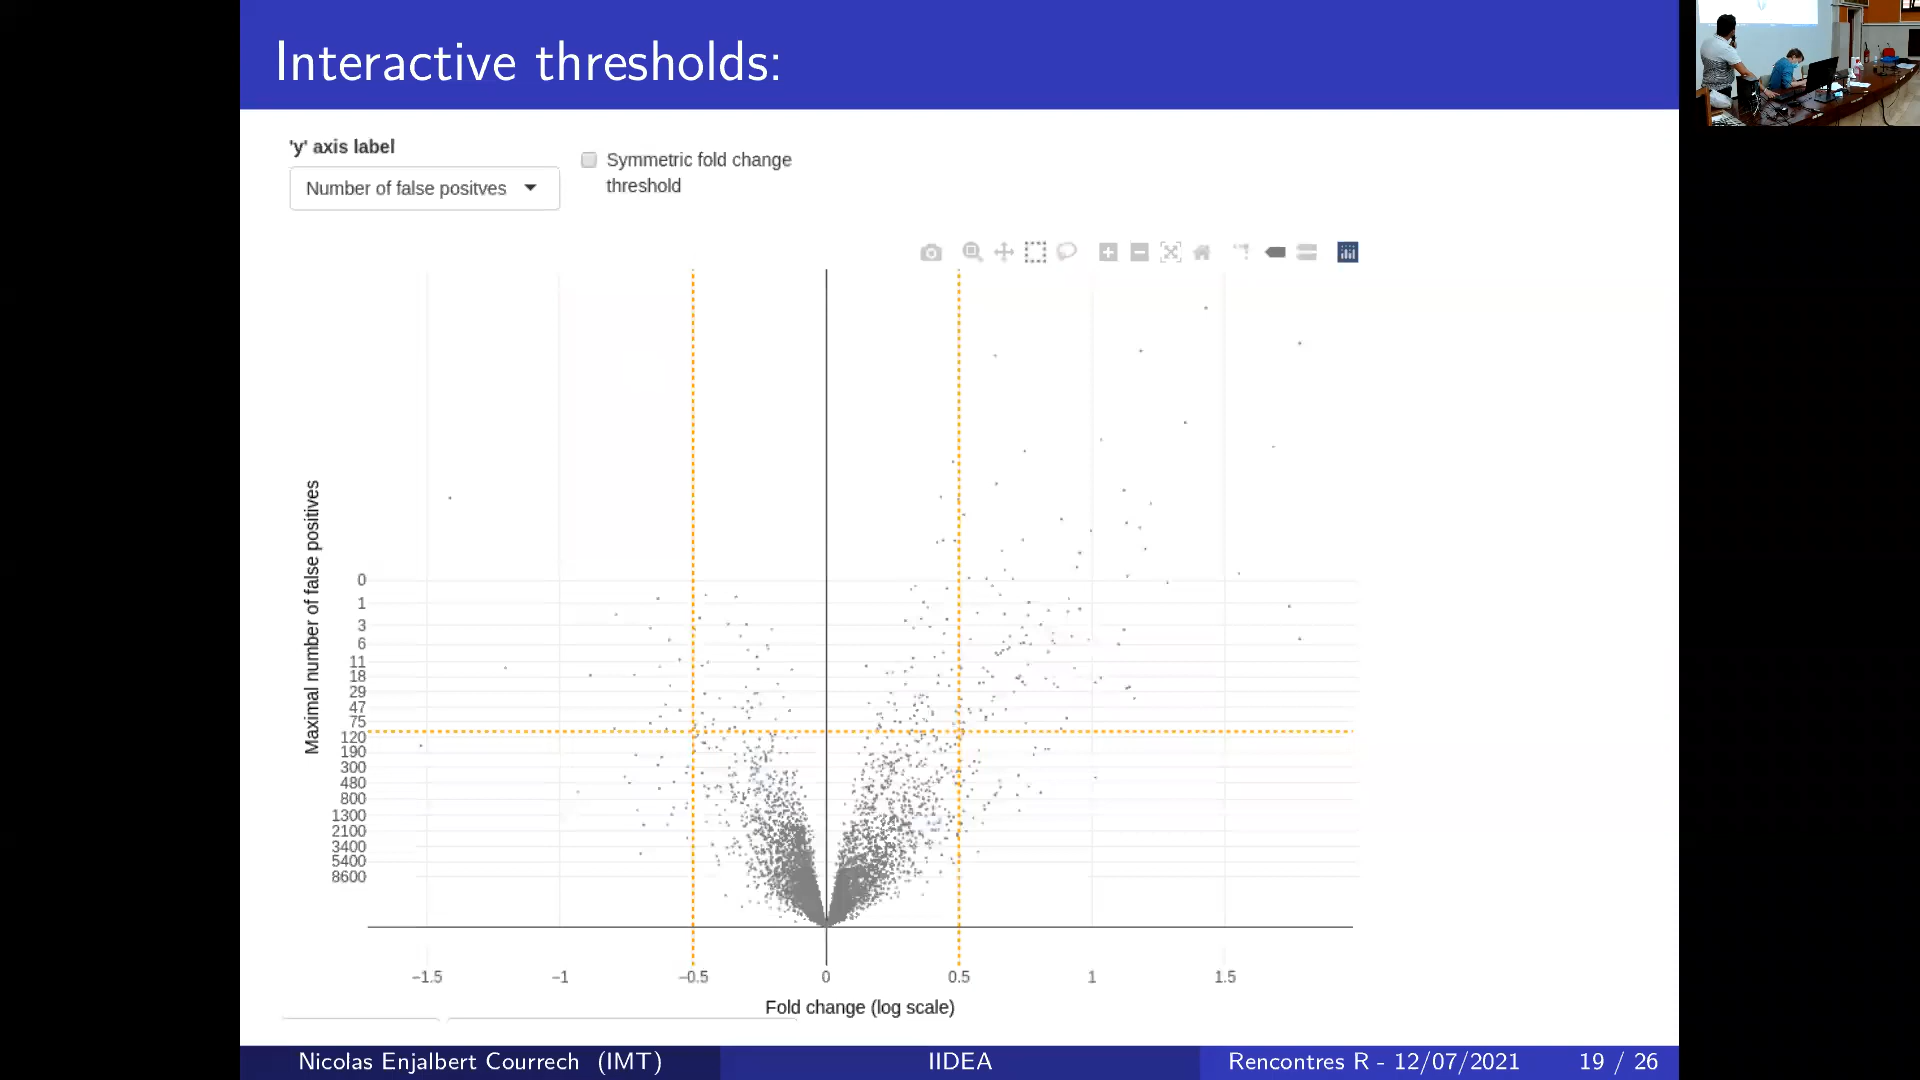 Interactive thresholds:
'y' axis label
Number of false positves
Symmetric fold change
threshold
Maximal number of false positives
0
1
3
6
11
18
29
47
75
120
190
300
480
800
1300
2100
3400
5400
8600
−1.5
−1
−0.5
0
0.5
1
1.5
Fold change (log scale)
Nicolas Enjalbert Courrech (IMT)
IIDEA
Rencontres R - 12/07/2021
19 / 26